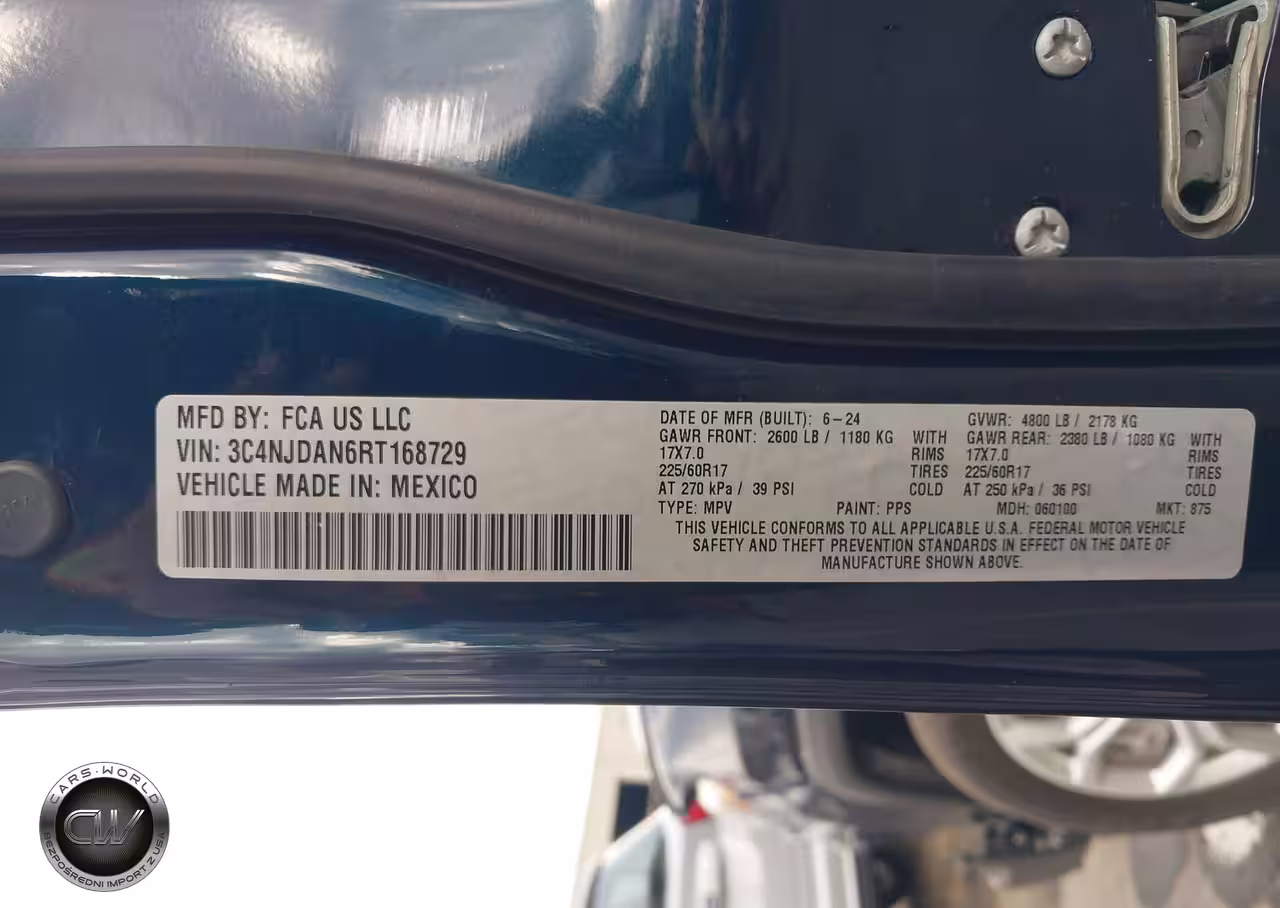 MFD BY: FCA US LLC
VIN: 3C4NJDAN6RT168729
VEHICLE MADE IN: MEXICO
DATE OF MFR (BUILT): 6-24 GVWR: 4800 LB / 2178 KG
GAWR FRONT: 2600 LB / 1180 KG WITH GAWR REAR: 2380 LB / 1080 KG WITH
17X7.0 RIMS 17X7.0 RIMS
225/60R17 TIRES 225/60R17 TIRES
AT 270 kPa / 39 PSI COLD AT 250 kPa / 36 PSI COLD
TYPE: MPV PAINT: PPS MDH: 060100 MKT: 875
THIS VEHICLE CONFORMS TO ALL APPLICABLE U.S.A. FEDERAL MOTOR VEHICLE
SAFETY AND THEFT PREVENTION STANDARDS IN EFFECT ON THE DATE OF
MANUFACTURE SHOWN ABOVE.
CARS-WORLD
CW
BEZPOŚREDNI IMPORT Z USA